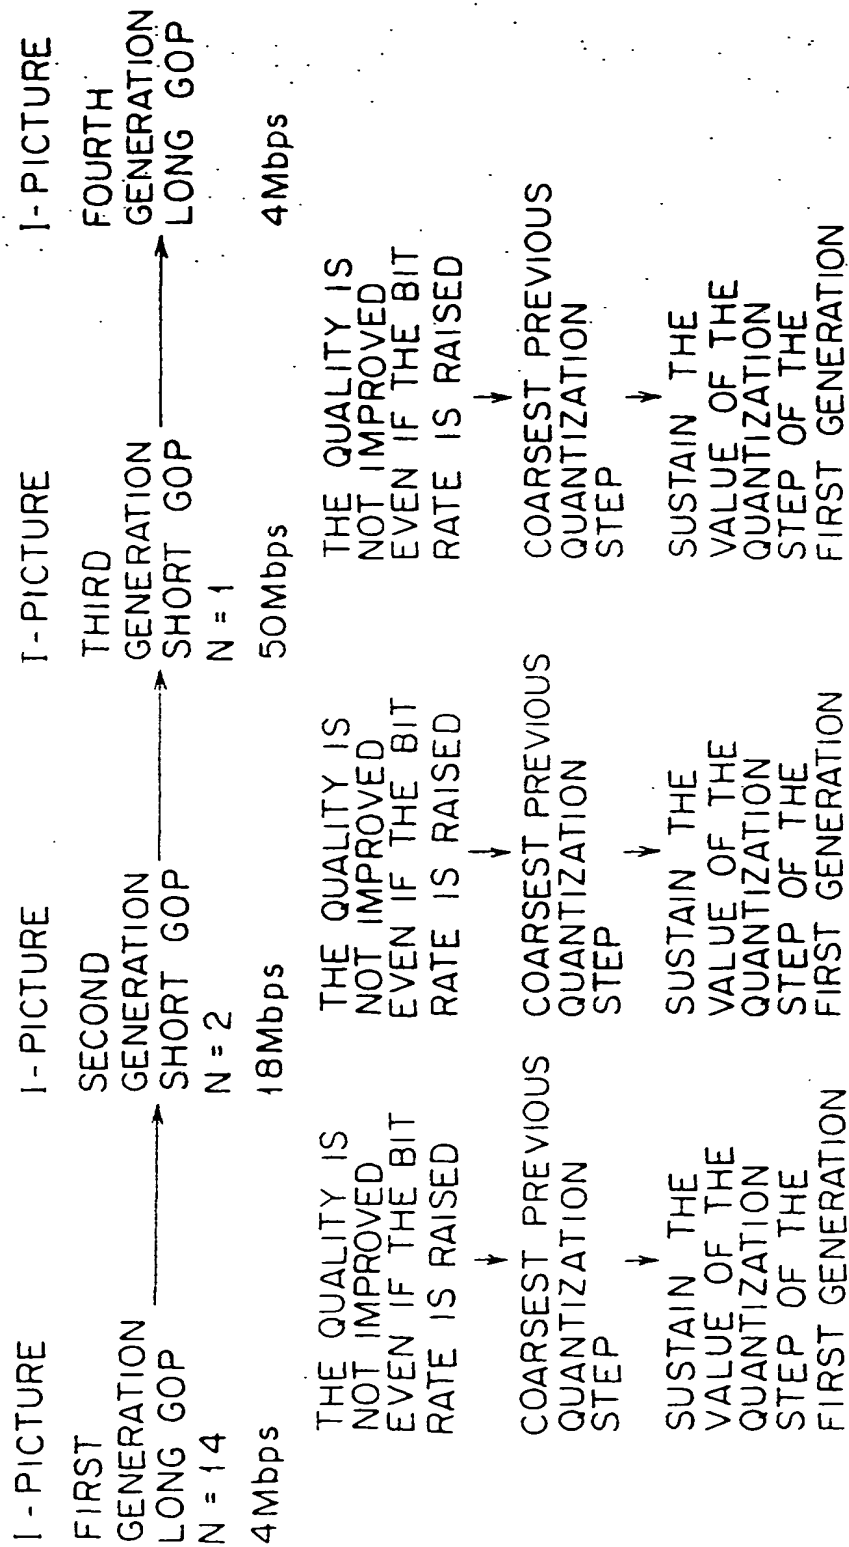 I-PICTURE
FIRST
GENERATION
LONG GOP
N = 14
4Mbps
I-PICTURE
SECOND
GENERATION
SHORT GOP
N = 2
18Mbps
I-PICTURE
THIRD
GENERATION
SHORT GOP
N = 1
50Mbps
I-PICTURE
FOURTH
GENERATION
LONG GOP
4Mbps
THE QUALITY IS
NOT IMPROVED
EVEN IF THE BIT
RATE IS RAISED
COARSEST PREVIOUS
QUANTIZATION
STEP
SUSTAIN THE
VALUE OF THE
QUANTIZATION
STEP OF THE
FIRST GENERATION
THE QUALITY IS
NOT IMPROVED
EVEN IF THE BIT
RATE IS RAISED
COARSEST PREVIOUS
QUANTIZATION
STEP
SUSTAIN THE
VALUE OF THE
QUANTIZATION
STEP OF THE
FIRST GENERATION
THE QUALITY IS
NOT IMPROVED
EVEN IF THE BIT
RATE IS RAISED
COARSEST PREVIOUS
QUANTIZATION
STEP
SUSTAIN THE
VALUE OF THE
QUANTIZATION
STEP OF THE
FIRST GENERATION